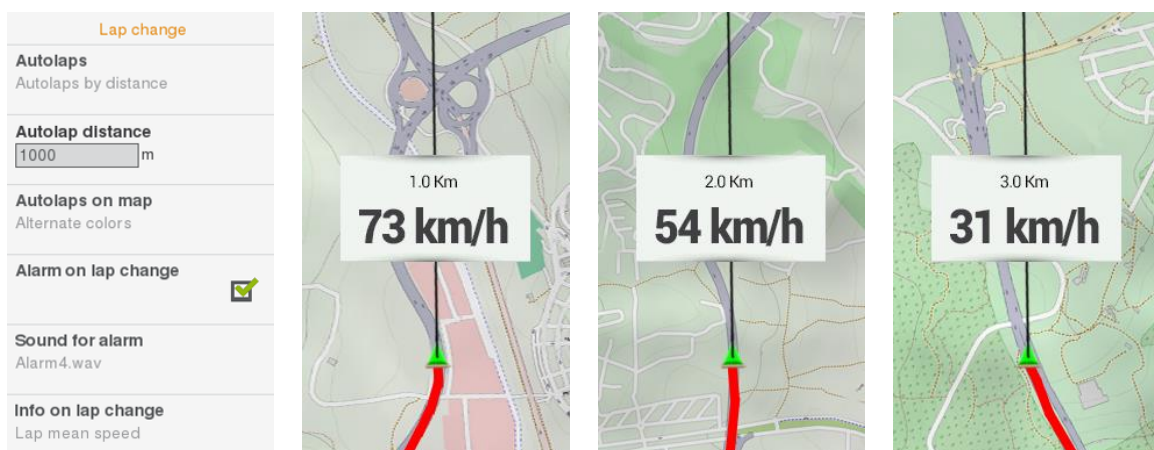 Lap change
Autolaps
Autolaps by distance
Autolap distance
1000 m
Autolaps on map
Alternate colors
Alarm on lap change
Sound for alarm
Alarm4.wav
Info on lap change
Lap mean speed
1.0 Km
73 km/h
2.0 Km
54 km/h
3.0 Km
31 km/h